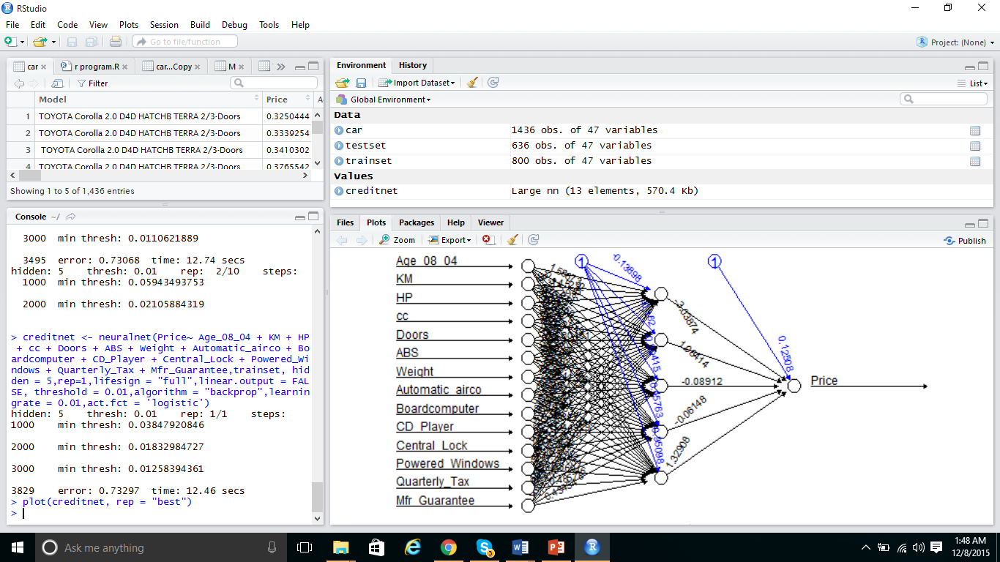 RStudio
File Edit Code View Plots Session Build Debug Tools Help
Go to file/function
Project: (None)
car
r program.R
car...Copy
M
Filter
Model Price A
1 TOYOTA Corolla 2.0 D4D HATCHB TERRA 2/3-Doors 0.3250444
2 TOYOTA Corolla 2.0 D4D HATCHB TERRA 2/3-Doors 0.3339254
3 TOYOTA Corolla 2.0 D4D HATCHB TERRA 2/3-Doors 0.3410302
4 TOYOTA Corolla 2.0 D4D HATCHB TERRA 2/3-Doors 0.3765542
Showing 1 to 5 of 1,436 entries
Console ~/
3000 min thresh: 0.0110621889
3495 error: 0.73068 time: 12.74 secs
hidden: 5 thresh: 0.01 rep: 2/10 steps:
1000 min thresh: 0.05943493753
2000 min thresh: 0.02105884319
> creditnet <- neuralnet(Price~ Age_08_04 + KM + HP
+ cc + Doors + ABS + Weight + Automatic_airco + Bo
ardcomputer + CD_Player + Central_Lock + Powered_Wi
ndows + Quarterly_Tax + Mfr_Guarantee,trainset, hid
den = 5,rep=1,lifesign = "full",linear.output = FAL
SE, threshold = 0.01,algorithm = "backprop",learnin
grate = 0.01,act.fct = 'logistic')
hidden: 5 thresh: 0.01 rep: 1/1 steps:
1000 min thresh: 0.03847920846
2000 min thresh: 0.01832984727
3000 min thresh: 0.01258394361
3829 error: 0.73297 time: 12.46 secs
> plot(creditnet, rep = "best")
>
Environment History
Import Dataset
List
Global Environment
Data
car 1436 obs. of 47 variables
testset 636 obs. of 47 variables
trainset 800 obs. of 47 variables
Values
creditnet Large nn (13 elements, 570.4 Kb)
Files Plots Packages Help Viewer
Zoom Export Publish
Age_08_04
KM
HP
cc
Doors
ABS
Weight
Automatic_airco
Boardcomputer
CD_Player
Central_Lock
Powered_Windows
Quarterly_Tax
Mfr_Guarantee
1
1
-0.13898
-3.03874
-0.08912
-0.06148
1.32908
0.12508
Price
Ask me anything
3
1:48 AM
12/8/2015